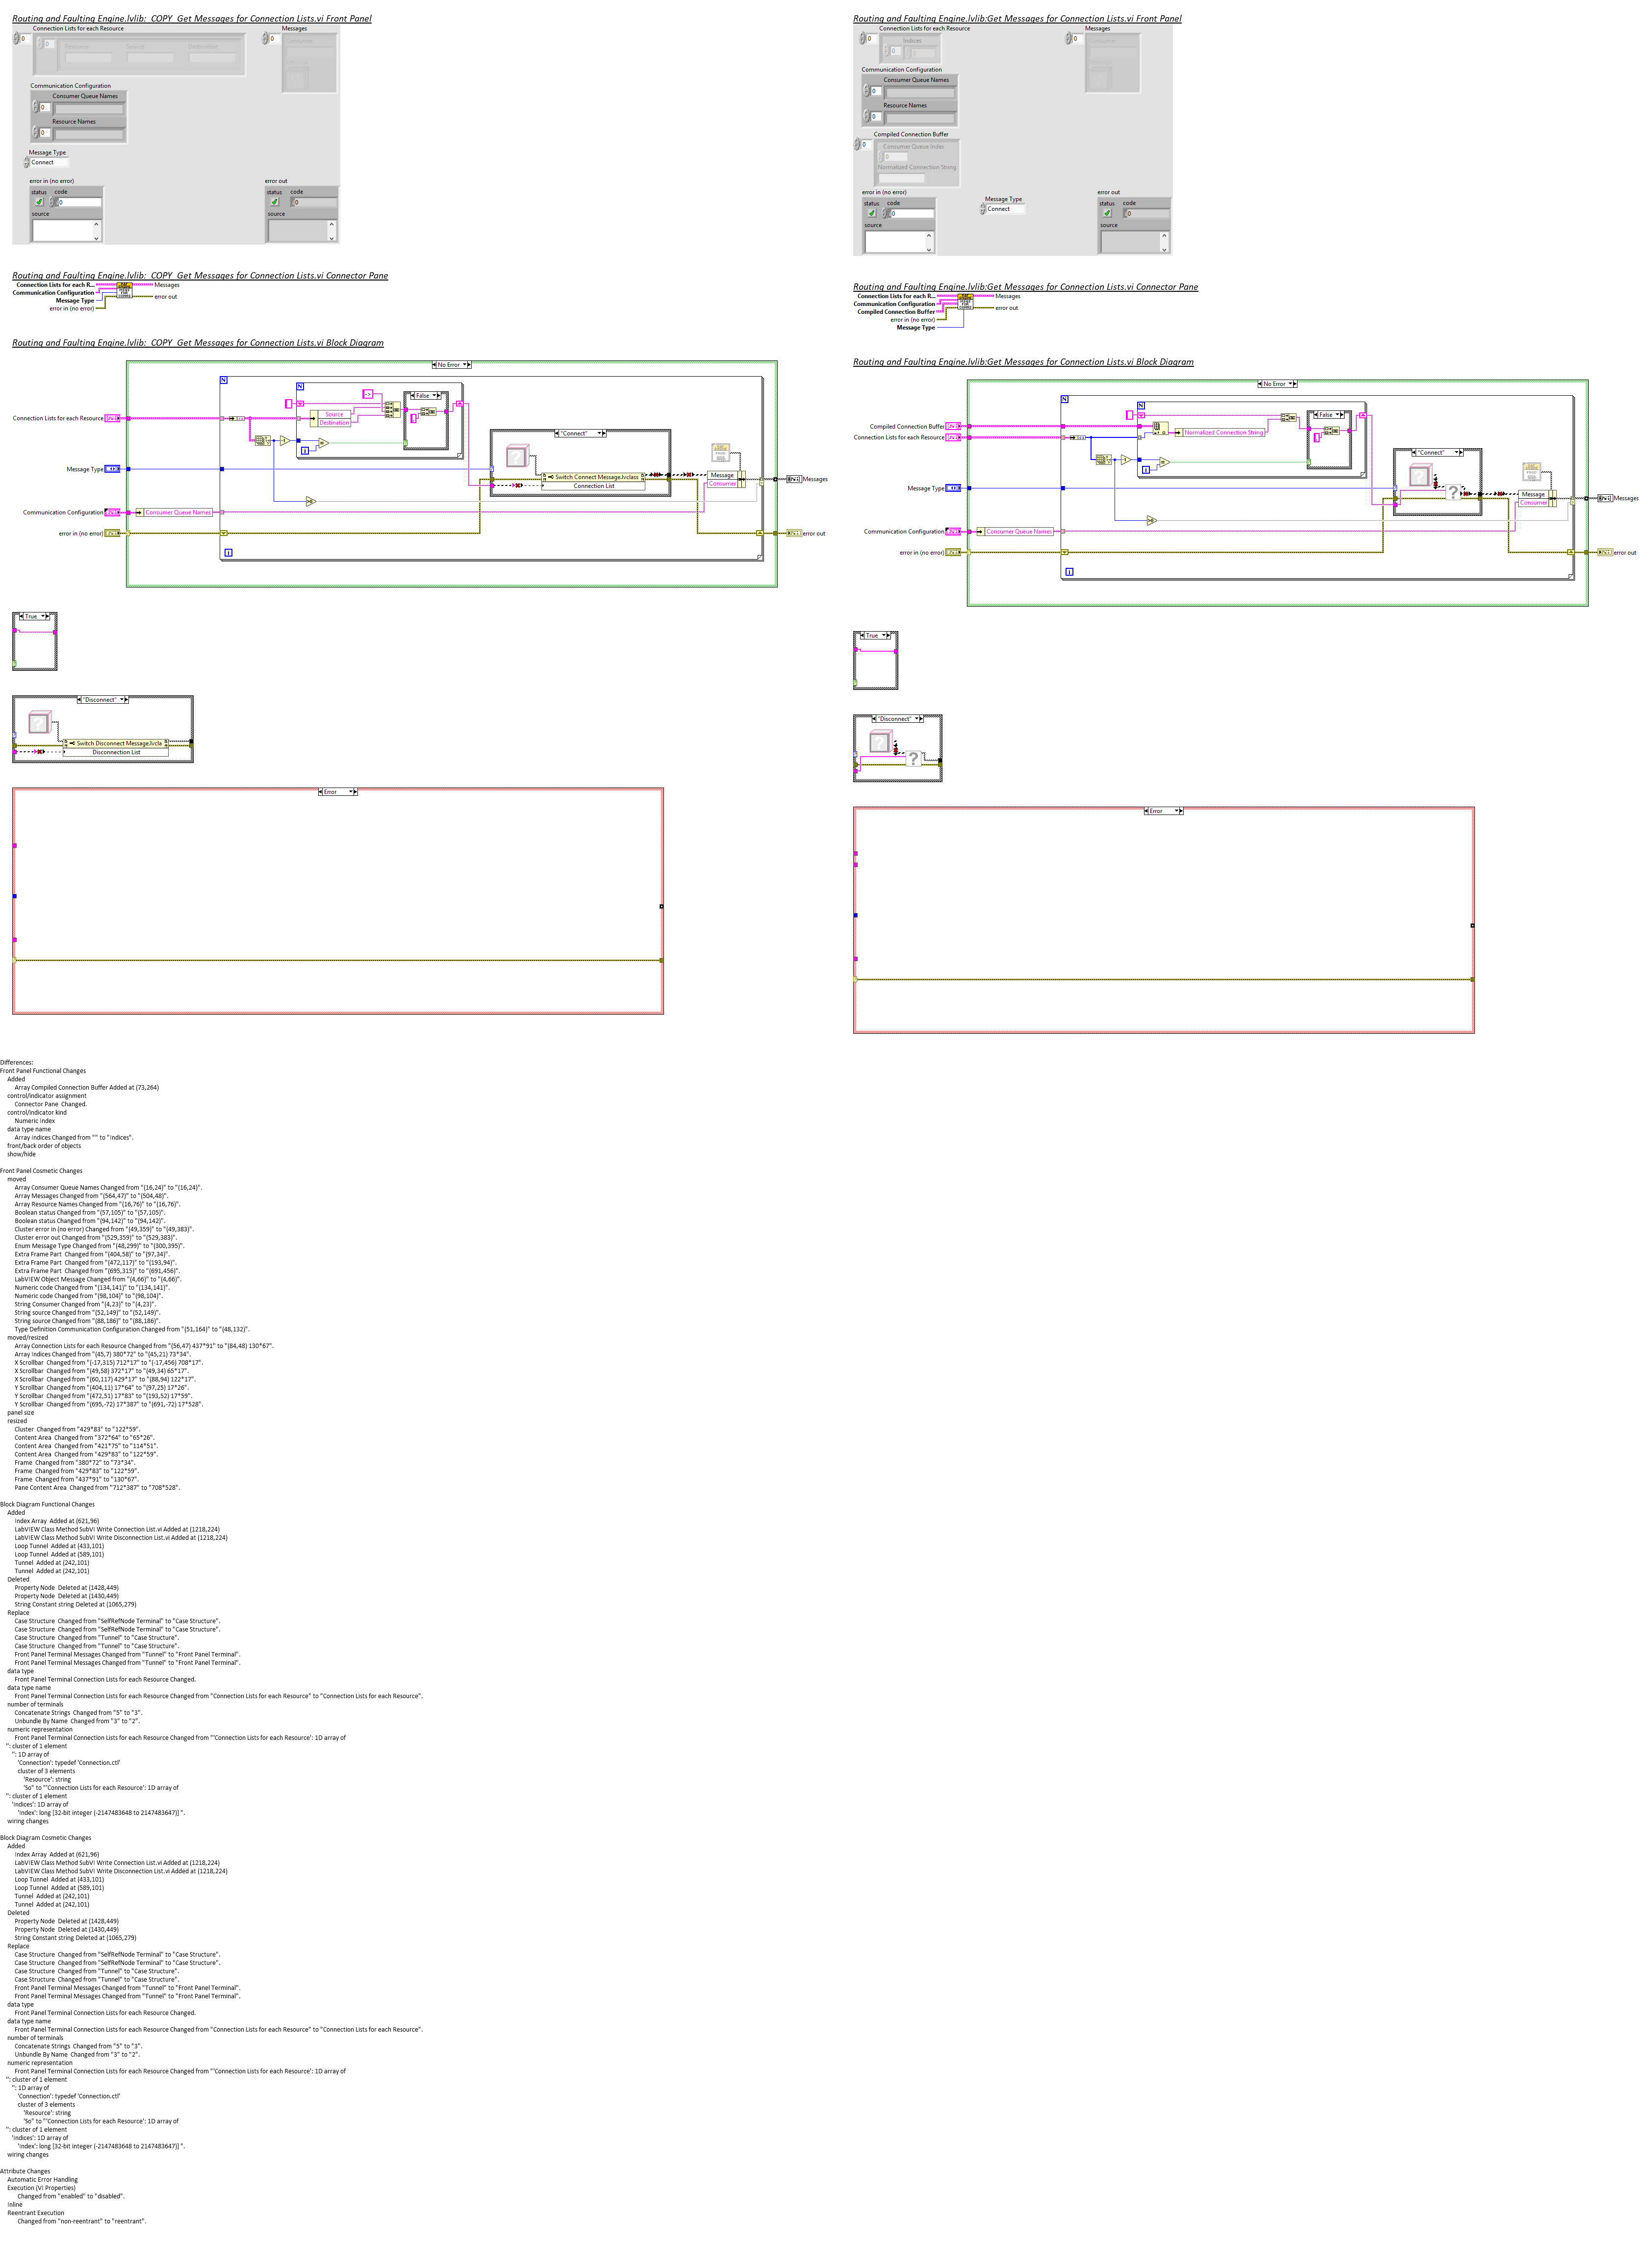 Routing and Faulting Engine.lvlib:_COPY_Get Messages for Connection Lists.vi Front Panel
Connection Lists for each Resource
Messages
0
0
0
Resource
Source
Destination
Communication Configuration
Consumer Queue Names
0
Resource Names
0
Message Type
Connect
error in (no error)
status
code
0
source
error out
status
code
0
source
Routing and Faulting Engine.lvlib:_COPY_Get Messages for Connection Lists.vi Connector Pane
Connection Lists for each R...
Communication Configuration
Message Type
error in (no error)
Messages
error out
Routing and Faulting Engine.lvlib:_COPY_Get Messages for Connection Lists.vi Block Diagram
No Error
N
N
->
False
Source
Destination
Connection Lists for each Resource
i
"Connect"
Message Type
Switch Connect Message.lvclass
Connection List
Message
Consumer
Messages
Communication Configuration
Consumer Queue Names
error in (no error)
error out
i
True
"Disconnect"
Switch Disconnect Message.lvcla
Disconnection List
Error
Routing and Faulting Engine.lvlib:Get Messages for Connection Lists.vi Front Panel
Connection Lists for each Resource
Messages
0
Indices
0
0
Communication Configuration
Consumer Queue Names
0
Resource Names
0
Compiled Connection Buffer
0
Consumer Queue Index
0
Normalized Connection String
error in (no error)
status
code
0
source
Message Type
Connect
error out
status
code
0
source
Routing and Faulting Engine.lvlib:Get Messages for Connection Lists.vi Connector Pane
Connection Lists for each R...
Communication Configuration
Compiled Connection Buffer
error in (no error)
Message Type
Messages
error out
Routing and Faulting Engine.lvlib:Get Messages for Connection Lists.vi Block Diagram
No Error
N
N
False
Compiled Connection Buffer
Connection Lists for each Resource
Normalized Connection String
i
"Connect"
Message Type
Message
Consumer
Messages
Communication Configuration
Consumer Queue Names
error in (no error)
error out
i
True
"Disconnect"
Error
Differences:
Front Panel Functional Changes
Added
Array Compiled Connection Buffer Added at (73,264)
control/indicator assignment
Connector Pane  Changed.
control/indicator kind
Numeric Index
data type name
Array Indices Changed from "" to "Indices".
front/back order of objects
show/hide
Front Panel Cosmetic Changes
moved
Array Consumer Queue Names Changed from "(16,24)" to "(16,24)".
Array Messages Changed from "(564,47)" to "(504,48)".
Array Resource Names Changed from "(16,76)" to "(16,76)".
Boolean status Changed from "(57,105)" to "(57,105)".
Boolean status Changed from "(94,142)" to "(94,142)".
Cluster error in (no error) Changed from "(49,359)" to "(49,383)".
Cluster error out Changed from "(529,359)" to "(529,383)".
Enum Message Type Changed from "(48,299)" to "(300,395)".
Extra Frame Part  Changed from "(404,58)" to "(97,34)".
Extra Frame Part  Changed from "(472,117)" to "(193,94)".
Extra Frame Part  Changed from "(695,315)" to "(691,456)".
LabVIEW Object Message Changed from "(4,66)" to "(4,66)".
Numeric code Changed from "(134,141)" to "(134,141)".
Numeric code Changed from "(98,104)" to "(98,104)".
String Consumer Changed from "(4,23)" to "(4,23)".
String source Changed from "(52,149)" to "(52,149)".
String source Changed from "(88,186)" to "(88,186)".
Type Definition Communication Configuration Changed from "(51,164)" to "(48,132)".
moved/resized
Array Connection Lists for each Resource Changed from "(56,47) 437*91" to "(84,48) 130*67".
Array Indices Changed from "(45,7) 380*72" to "(45,21) 73*34".
X Scrollbar  Changed from "(-17,315) 712*17" to "(-17,456) 708*17".
X Scrollbar  Changed from "(49,58) 372*17" to "(49,34) 65*17".
X Scrollbar  Changed from "(60,117) 429*17" to "(88,94) 122*17".
Y Scrollbar  Changed from "(404,11) 17*64" to "(97,25) 17*26".
Y Scrollbar  Changed from "(472,51) 17*83" to "(193,52) 17*59".
Y Scrollbar  Changed from "(695,-72) 17*387" to "(691,-72) 17*528".
panel size
resized
Cluster  Changed from "429*83" to "122*59".
Content Area  Changed from "372*64" to "65*26".
Content Area  Changed from "421*75" to "114*51".
Content Area  Changed from "429*83" to "122*59".
Frame  Changed from "380*72" to "73*34".
Frame  Changed from "429*83" to "122*59".
Frame  Changed from "437*91" to "130*67".
Pane Content Area  Changed from "712*387" to "708*528".
Block Diagram Functional Changes
Added
Index Array  Added at (621,96)
LabVIEW Class Method SubVI Write Connection List.vi Added at (1218,224)
LabVIEW Class Method SubVI Write Disconnection List.vi Added at (1218,224)
Loop Tunnel  Added at (433,101)
Loop Tunnel  Added at (589,101)
Tunnel  Added at (242,101)
Tunnel  Added at (242,101)
Deleted
Property Node  Deleted at (1428,449)
Property Node  Deleted at (1430,449)
String Constant string Deleted at (1065,279)
Replace
Case Structure  Changed from "SelfRefNode Terminal" to "Case Structure".
Case Structure  Changed from "SelfRefNode Terminal" to "Case Structure".
Case Structure  Changed from "Tunnel" to "Case Structure".
Case Structure  Changed from "Tunnel" to "Case Structure".
Front Panel Terminal Messages Changed from "Tunnel" to "Front Panel Terminal".
Front Panel Terminal Messages Changed from "Tunnel" to "Front Panel Terminal".
data type
Front Panel Terminal Connection Lists for each Resource Changed.
data type name
Front Panel Terminal Connection Lists for each Resource Changed from "Connection Lists for each Resource" to "Connection Lists for each Resource".
number of terminals
Concatenate Strings  Changed from "5" to "3".
Unbundle By Name  Changed from "3" to "2".
numeric representation
Front Panel Terminal Connection Lists for each Resource Changed from "'Connection Lists for each Resource': 1D array of
'': cluster of 1 element
'': 1D array of
'Connection': typedef 'Connection.ctl'
cluster of 3 elements
'Resource': string
'So" to "'Connection Lists for each Resource': 1D array of
'': cluster of 1 element
'Indices': 1D array of
'Index': long [32-bit integer (-2147483648 to 2147483647)] ".
wiring changes
Block Diagram Cosmetic Changes
Added
Index Array  Added at (621,96)
LabVIEW Class Method SubVI Write Connection List.vi Added at (1218,224)
LabVIEW Class Method SubVI Write Disconnection List.vi Added at (1218,224)
Loop Tunnel  Added at (433,101)
Loop Tunnel  Added at (589,101)
Tunnel  Added at (242,101)
Tunnel  Added at (242,101)
Deleted
Property Node  Deleted at (1428,449)
Property Node  Deleted at (1430,449)
String Constant string Deleted at (1065,279)
Replace
Case Structure  Changed from "SelfRefNode Terminal" to "Case Structure".
Case Structure  Changed from "SelfRefNode Terminal" to "Case Structure".
Case Structure  Changed from "Tunnel" to "Case Structure".
Case Structure  Changed from "Tunnel" to "Case Structure".
Front Panel Terminal Messages Changed from "Tunnel" to "Front Panel Terminal".
Front Panel Terminal Messages Changed from "Tunnel" to "Front Panel Terminal".
data type
Front Panel Terminal Connection Lists for each Resource Changed.
data type name
Front Panel Terminal Connection Lists for each Resource Changed from "Connection Lists for each Resource" to "Connection Lists for each Resource".
number of terminals
Concatenate Strings  Changed from "5" to "3".
Unbundle By Name  Changed from "3" to "2".
numeric representation
Front Panel Terminal Connection Lists for each Resource Changed from "'Connection Lists for each Resource': 1D array of
'': cluster of 1 element
'': 1D array of
'Connection': typedef 'Connection.ctl'
cluster of 3 elements
'Resource': string
'So" to "'Connection Lists for each Resource': 1D array of
'': cluster of 1 element
'Indices': 1D array of
'Index': long [32-bit integer (-2147483648 to 2147483647)] ".
wiring changes
Attribute Changes
Automatic Error Handling
Execution (VI Properties)
Changed from "enabled" to "disabled".
Inline
Reentrant Execution
Changed from "non-reentrant" to "reentrant".